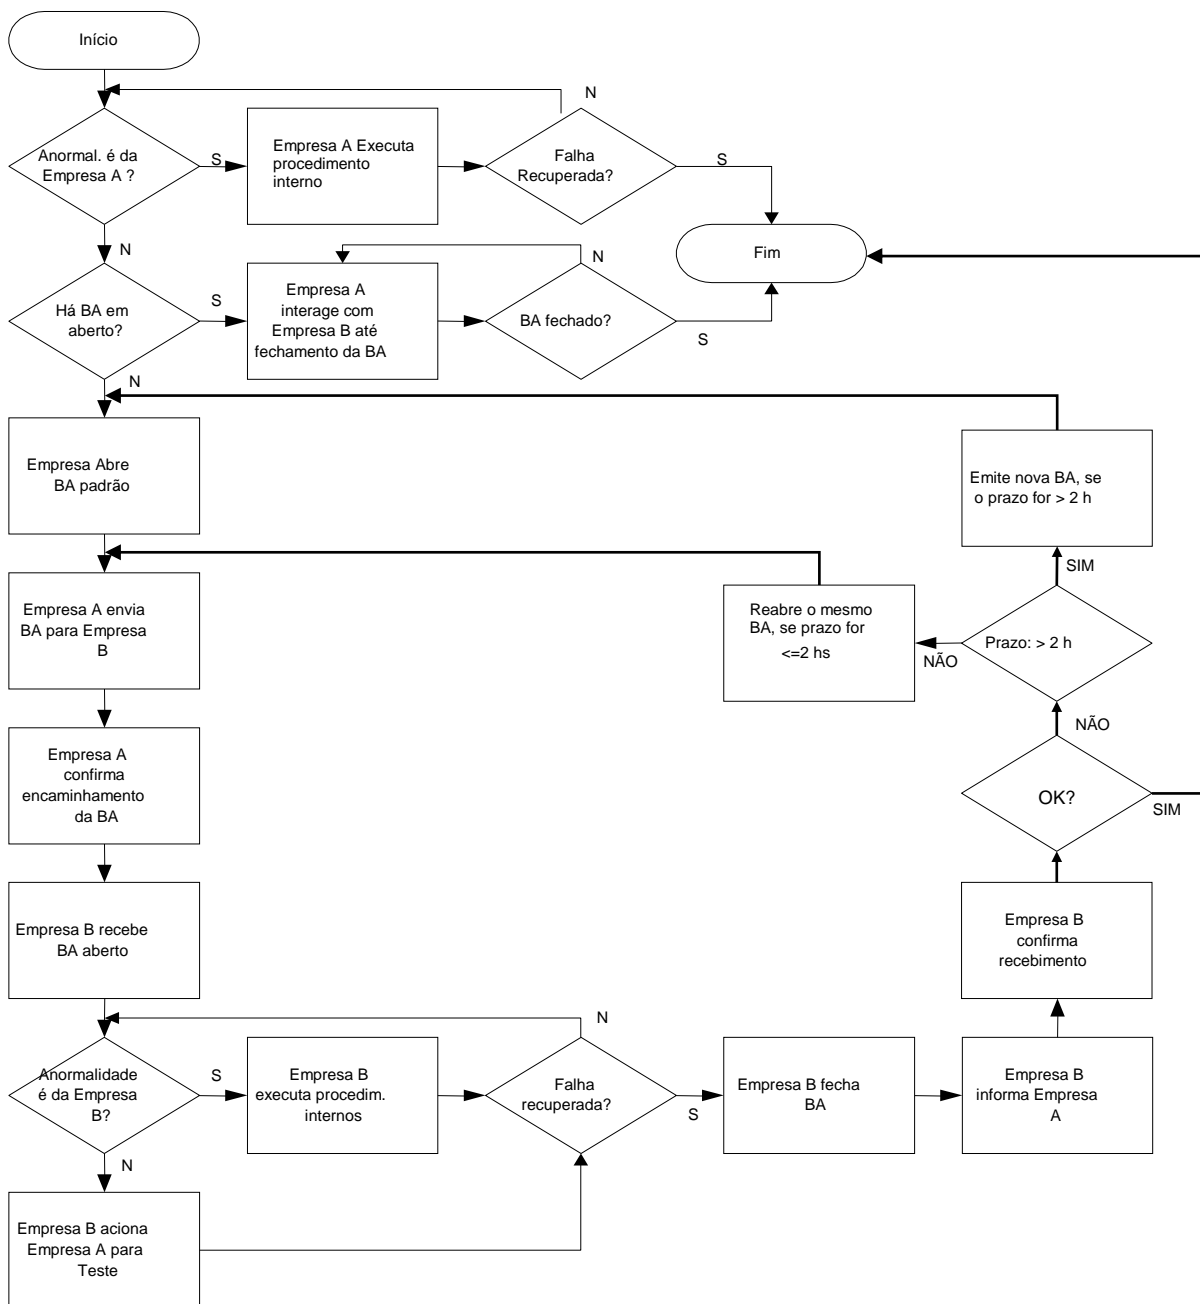 Início
N
Anormal. é da
Empresa A ?
S
Empresa A Executa
procedimento
interno
Falha
Recuperada?
S
Fim
N
N
Há BA em
aberto?
S
Empresa A
interage com
Empresa B até
fechamento da BA
BA fechado?
S
N
Empresa Abre
BA padrão
Emite nova BA, se
o prazo for > 2 h
SIM
Empresa A envia
BA para Empresa
B
Reabre o mesmo
BA, se prazo for
<=2 hs
NÃO
Prazo: > 2 h
NÃO
Empresa A
confirma
encaminhamento
da BA
OK?
SIM
Empresa B recebe
BA aberto
Empresa B
confirma
recebimento
N
Anormalidade
é da Empresa
B?
S
Empresa B
executa procedim.
internos
Falha
recuperada?
S
Empresa B fecha
BA
Empresa B
informa Empresa
A
N
Empresa B aciona
Empresa A para
Teste